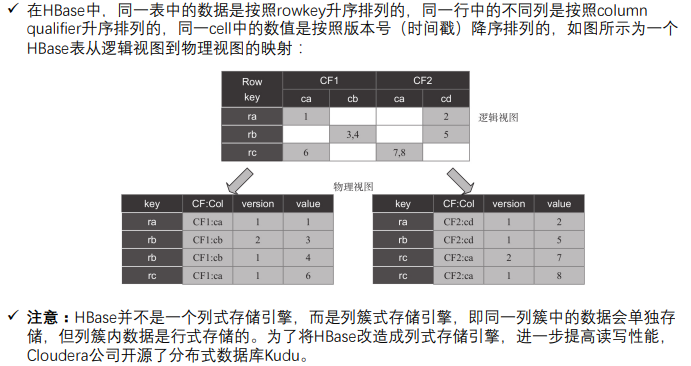 ✓ 在HBase中，同一表中的数据是按照rowkey升序排列的，同一行中的不同列是按照column
qualifier升序排列的，同一cell中的数值是按照版本号（时间戳）降序排列的，如图所示为一个
HBase表从逻辑视图到物理视图的映射：
Row key CF1 CF2
ca cb ca cd
ra 1 2
rb 3,4 5
rc 6 7,8
逻辑视图
物理视图
key CF:Col version value
ra CF1:ca 1 1
rb CF1:cb 2 3
rb CF1:cb 1 4
rc CF1:ca 1 6
key CF:Col version value
ra CF2:cd 1 2
rb CF2:cd 1 5
rc CF2:ca 2 7
rc CF2:ca 1 8
✓ 注意：HBase并不是一个列式存储引擎，而是列簇式存储引擎，即同一列簇中的数据会单独存
储，但列簇内数据是行式存储的。为了将HBase改造成列式存储引擎，进一步提高读写性能，
Cloudera公司开源了分布式数据库Kudu。